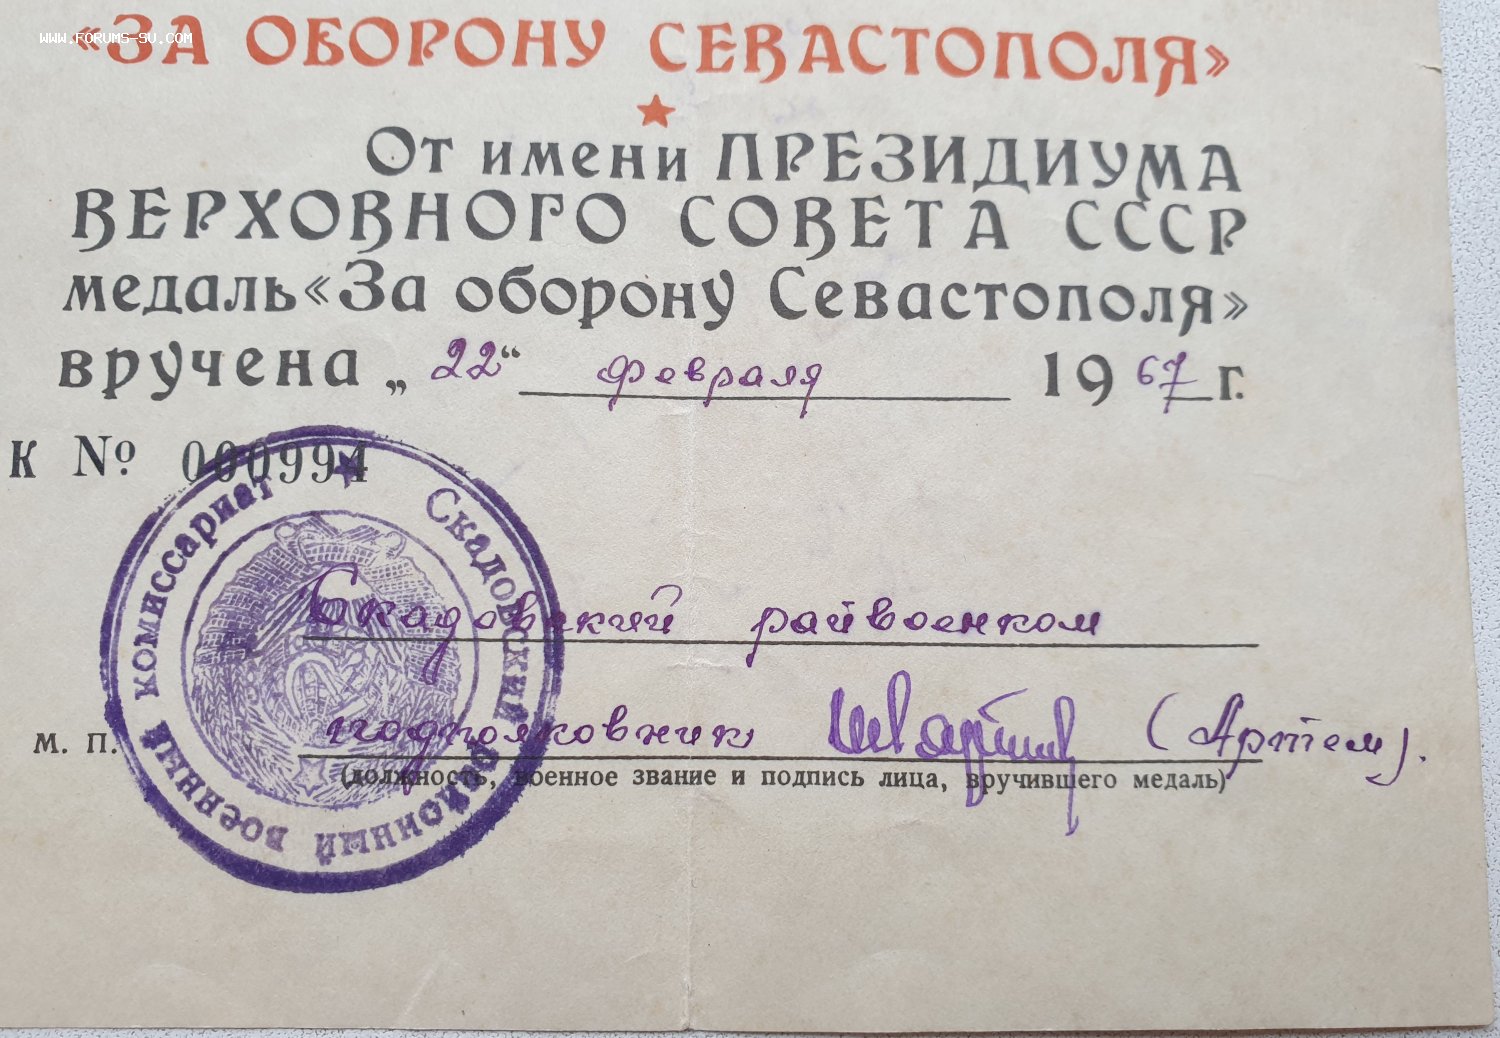 www.forums-su.com
«ЗА ОБОРОНУ СЕВАСТОПОЛЯ»
От имени ПРЕЗИДИУМА
ВЕРХОВНОГО СОВЕТА СССР
медаль «За оборону Севастополя»
вручена „22“ февраля 1967 г.
К № 000994
Скадовский районный военный комиссариат
Скадовский райвоенком
подполковник (Артем).
м. п.
(должность, военное звание и подпись лица, вручившего медаль)